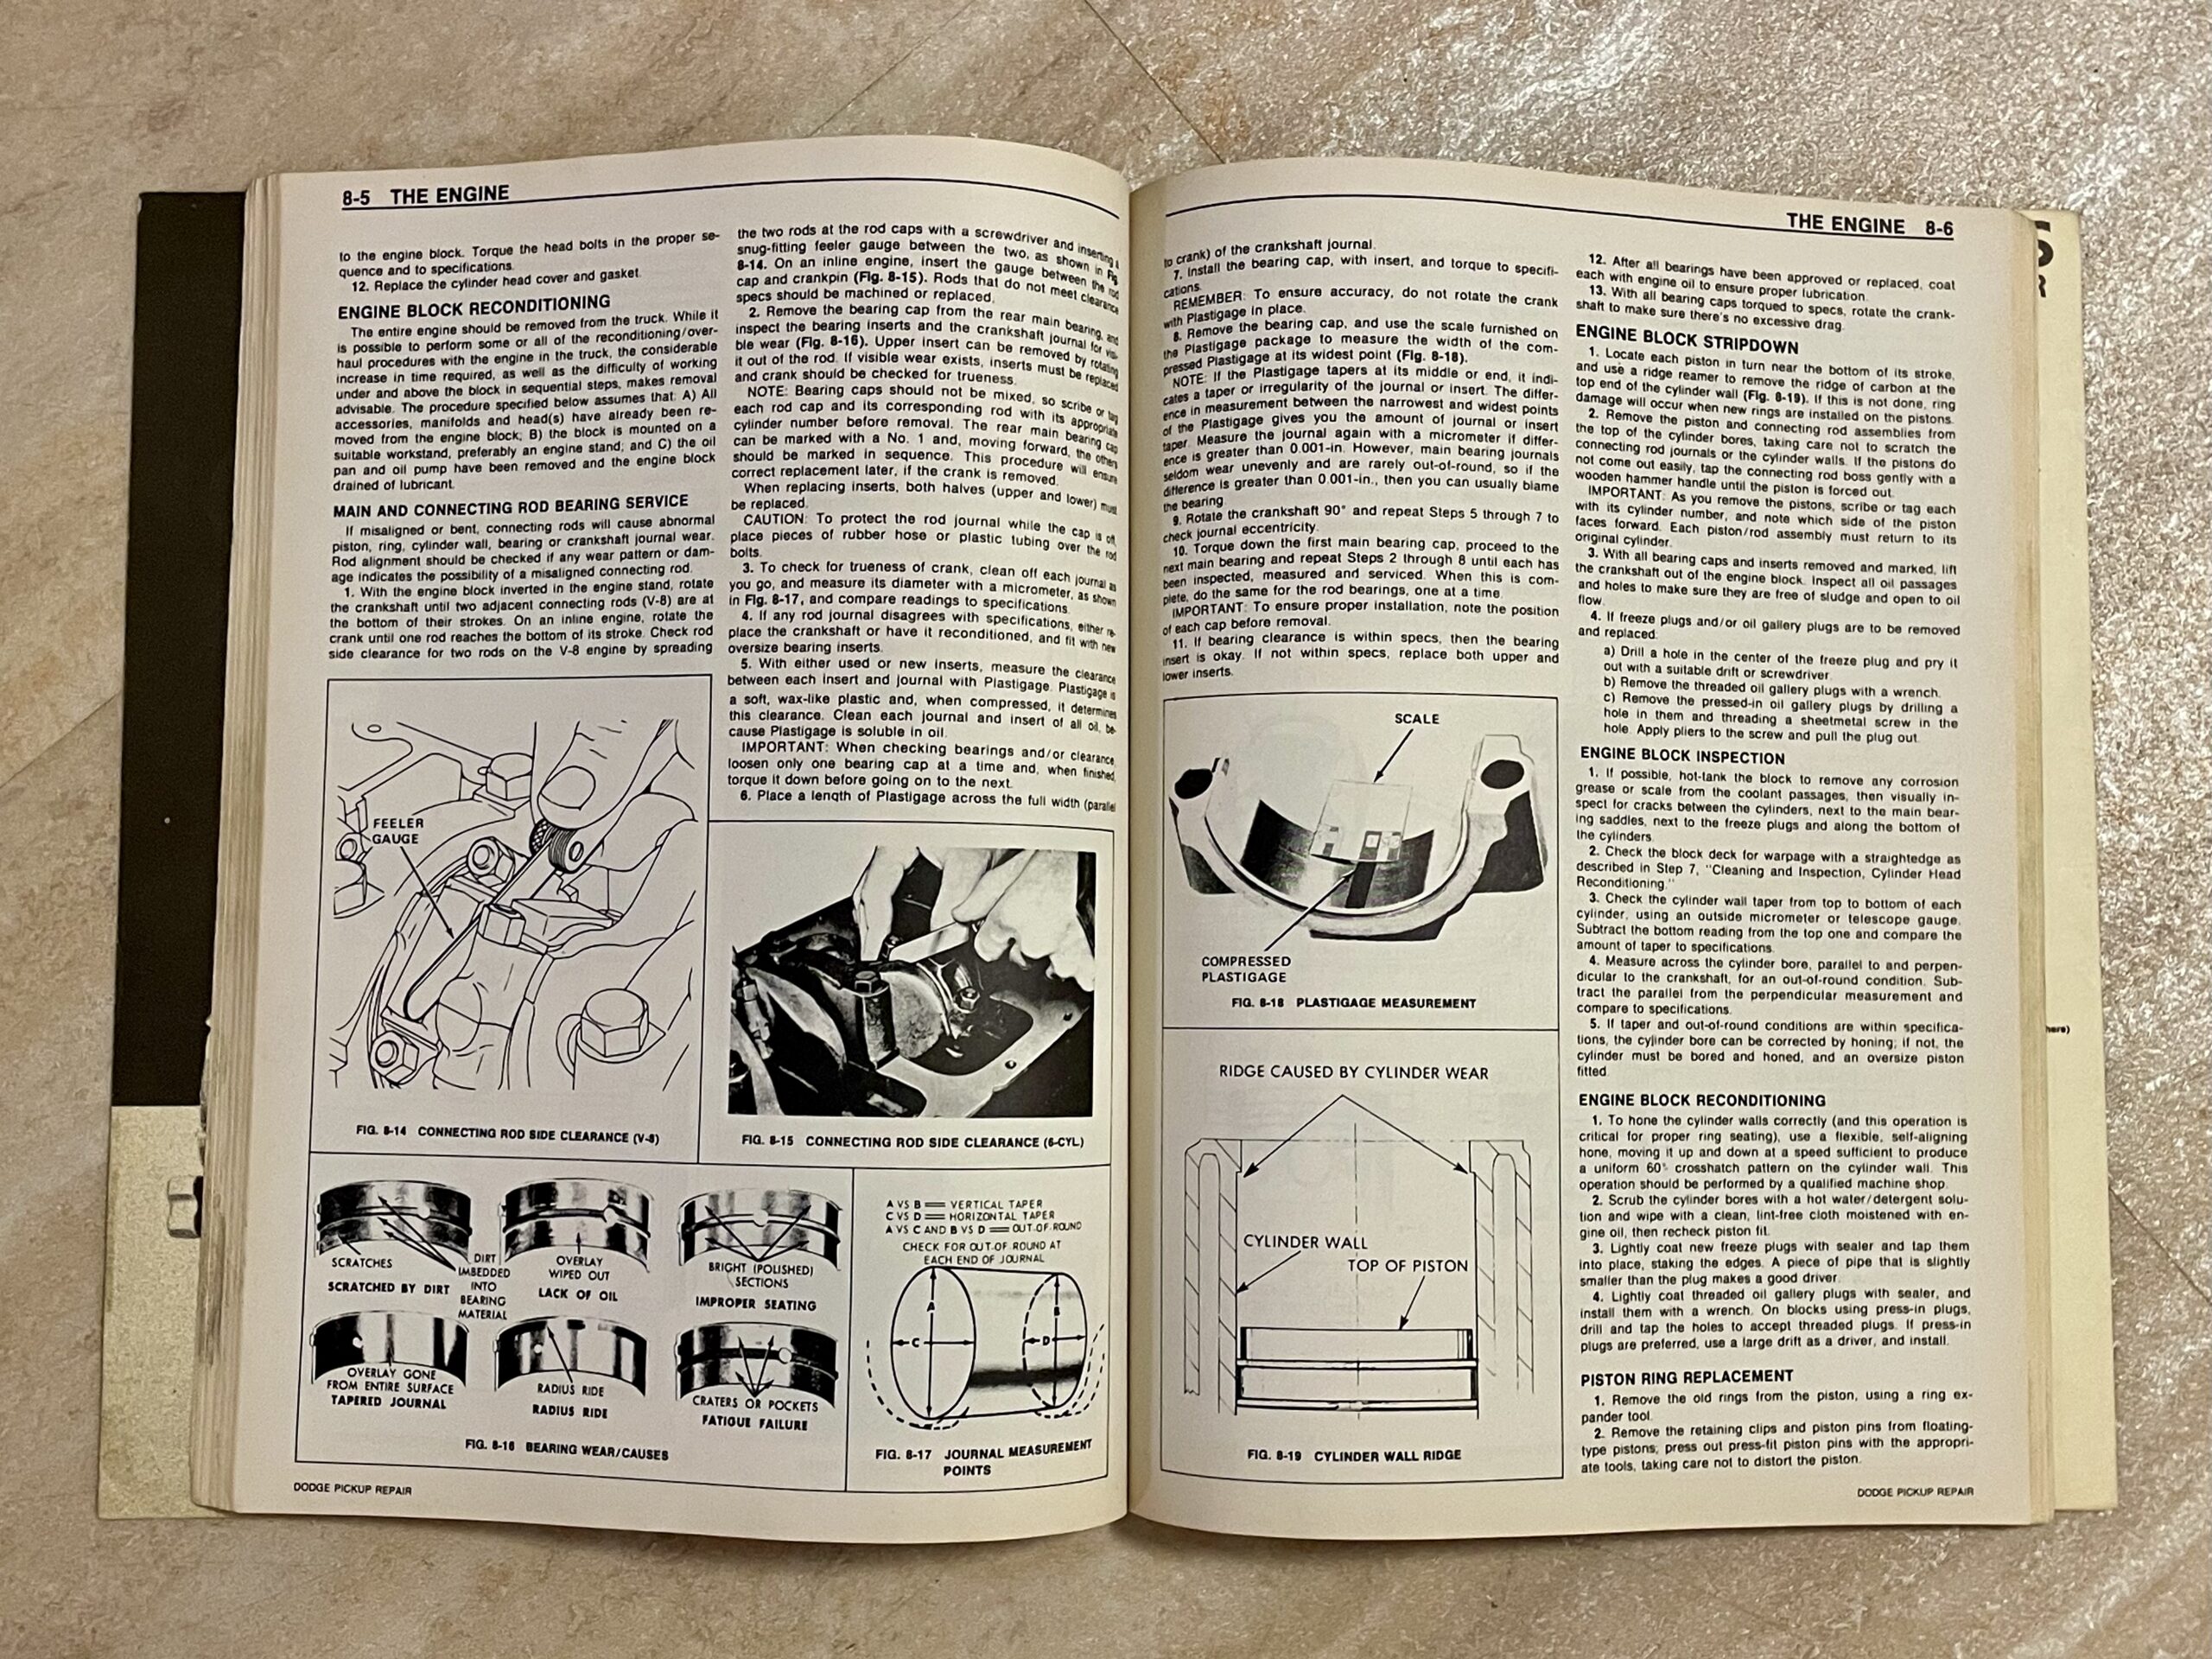 8-5 THE ENGINE
to the engine block. Torque the head bolts in the proper se-
quence and to specifications.
12. Replace the cylinder head cover and gasket.
ENGINE BLOCK RECONDITIONING
The entire engine should be removed from the truck. While it
is possible to perform some or all of the reconditioning/over-
haul procedures with the engine in the truck, the considerable
increase in time required, as well as the difficulty of working
under and above the block in sequential steps, makes removal
advisable. The procedure specified below assumes that: A) All
accessories, manifolds and head(s) have already been re-
moved from the engine block; B) the block is mounted on a
suitable workstand, preferably an engine stand; and C) the oil
pan and oil pump have been removed and the engine block
drained of lubricant.
MAIN AND CONNECTING ROD BEARING SERVICE
If misaligned or bent, connecting rods will cause abnormal
piston, ring, cylinder wall, bearing or crankshaft journal wear.
Rod alignment should be checked if any wear pattern or dam-
age indicates the possibility of a misaligned connecting rod.
1. With the engine block inverted in the engine stand, rotate
the crankshaft until two adjacent connecting rods (V-8) are at
the bottom of their strokes. On an inline engine, rotate the
crank until one rod reaches the bottom of its stroke. Check rod
side clearance for two rods on the V-8 engine by spreading
the two rods at the rod caps with a screwdriver and inserting a
snug-fitting feeler gauge between the two, as shown in Fig.
8-14. On an inline engine, insert the gauge between the rod
cap and crankpin (Fig. 8-15). Rods that do not meet clearance
specs should be machined or replaced.
2. Remove the bearing cap from the rear main bearing, and
inspect the bearing inserts and the crankshaft journal for visi-
ble wear (Fig. 8-16). Upper insert can be removed by rotating
it out of the rod. If visible wear exists, inserts must be replaced
and crank should be checked for trueness.
NOTE: Bearing caps should not be mixed, so scribe or tag
each rod cap and its corresponding rod with its appropriate
cylinder number before removal. The rear main bearing cap
can be marked with a No. 1 and, moving forward, the others
should be marked in sequence. This procedure will ensure
correct replacement later, if the crank is removed.
When replacing inserts, both halves (upper and lower) must
be replaced.
CAUTION: To protect the rod journal while the cap is off,
place pieces of rubber hose or plastic tubing over the rod
bolts.
3. To check for trueness of crank, clean off each journal as
you go, and measure its diameter with a micrometer, as shown
in Fig. 8-17, and compare readings to specifications.
4. If any rod journal disagrees with specifications, either re-
place the crankshaft or have it reconditioned, and fit with new
oversize bearing inserts.
5. With either used or new inserts, measure the clearance
between each insert and journal with Plastigage. Plastigage is
a soft, wax-like plastic and, when compressed, it determines
this clearance. Clean each journal and insert of all oil, be-
cause Plastigage is soluble in oil.
IMPORTANT: When checking bearings and/or clearance,
loosen only one bearing cap at a time and, when finished,
torque it down before going on to the next.
6. Place a length of Plastigage across the full width (parallel
FEELER
GAUGE
FIG. 8-14 CONNECTING ROD SIDE CLEARANCE (V-8)
FIG. 8-15 CONNECTING ROD SIDE CLEARANCE (6-CYL)
SCRATCHES
SCRATCHED BY DIRT
DIRT
IMBEDDED
INTO
BEARING
MATERIAL
OVERLAY
WIPED OUT
LACK OF OIL
BRIGHT (POLISHED)
SECTIONS
IMPROPER SEATING
OVERLAY GONE
FROM ENTIRE SURFACE
TAPERED JOURNAL
RADIUS RIDE
RADIUS RIDE
CRATERS OR POCKETS
FATIGUE FAILURE
FIG. 8-16 BEARING WEAR/CAUSES
A VS B = VERTICAL TAPER
C VS D = HORIZONTAL TAPER
A VS C AND B VS D = OUT-OF-ROUND
CHECK FOR OUT-OF-ROUND AT
EACH END OF JOURNAL
A
B
C
D
FIG. 8-17 JOURNAL MEASUREMENT
POINTS
DODGE PICKUP REPAIR
THE ENGINE 8-6
to crank) of the crankshaft journal.
7. Install the bearing cap, with insert, and torque to specifi-
cations.
REMEMBER: To ensure accuracy, do not rotate the crank
with Plastigage in place.
8. Remove the bearing cap, and use the scale furnished on
the Plastigage package to measure the width of the com-
pressed Plastigage at its widest point (Fig. 8-18).
NOTE: If the Plastigage tapers at its middle or end, it indi-
cates a taper or irregularity of the journal or insert. The differ-
ence in measurement between the narrowest and widest points
of the Plastigage gives you the amount of journal or insert
taper. Measure the journal again with a micrometer if differ-
ence is greater than 0.001-in. However, main bearing journals
seldom wear unevenly and are rarely out-of-round, so if the
difference is greater than 0.001-in., then you can usually blame
the bearing.
9. Rotate the crankshaft 90° and repeat Steps 5 through 7 to
check journal eccentricity.
10. Torque down the first main bearing cap, proceed to the
next main bearing and repeat Steps 2 through 8 until each has
been inspected, measured and serviced. When this is com-
plete, do the same for the rod bearings, one at a time.
IMPORTANT: To ensure proper installation, note the position
of each cap before removal.
11. If bearing clearance is within specs, then the bearing
insert is okay. If not within specs, replace both upper and
lower inserts.
SCALE
COMPRESSED
PLASTIGAGE
FIG. 8-18 PLASTIGAGE MEASUREMENT
RIDGE CAUSED BY CYLINDER WEAR
CYLINDER WALL
TOP OF PISTON
FIG. 8-19 CYLINDER WALL RIDGE
12. After all bearings have been approved or replaced, coat
each with engine oil to ensure proper lubrication.
13. With all bearing caps torqued to specs, rotate the crank-
shaft to make sure there's no excessive drag.
ENGINE BLOCK STRIPDOWN
1. Locate each piston in turn near the bottom of its stroke,
and use a ridge reamer to remove the ridge of carbon at the
top end of the cylinder wall (Fig. 8-19). If this is not done, ring
damage will occur when new rings are installed on the pistons.
2. Remove the piston and connecting rod assemblies from
the top of the cylinder bores, taking care not to scratch the
connecting rod journals or the cylinder walls. If the pistons do
not come out easily, tap the connecting rod boss gently with a
wooden hammer handle until the piston is forced out.
IMPORTANT: As you remove the pistons, scribe or tag each
with its cylinder number, and note which side of the piston
faces forward. Each piston/rod assembly must return to its
original cylinder.
3. With all bearing caps and inserts removed and marked, lift
the crankshaft out of the engine block. Inspect all oil passages
and holes to make sure they are free of sludge and open to oil
flow.
4. If freeze plugs and/or oil gallery plugs are to be removed
and replaced:
a) Drill a hole in the center of the freeze plug and pry it
out with a suitable drift or screwdriver.
b) Remove the threaded oil gallery plugs with a wrench.
c) Remove the pressed-in oil gallery plugs by drilling a
hole in them and threading a sheetmetal screw in the
hole. Apply pliers to the screw and pull the plug out.
ENGINE BLOCK INSPECTION
1. If possible, hot-tank the block to remove any corrosion
grease or scale from the coolant passages, then visually in-
spect for cracks between the cylinders, next to the main bear-
ing saddles, next to the freeze plugs and along the bottom of
the cylinders.
2. Check the block deck for warpage with a straightedge as
described in Step 7, "Cleaning and Inspection, Cylinder Head
Reconditioning."
3. Check the cylinder wall taper from top to bottom of each
cylinder, using an outside micrometer or telescope gauge.
Subtract the bottom reading from the top one and compare the
amount of taper to specifications.
4. Measure across the cylinder bore, parallel to and perpen-
dicular to the crankshaft, for an out-of-round condition. Sub-
tract the parallel from the perpendicular measurement and
compare to specifications.
5. If taper and out-of-round conditions are within specifica-
tions, the cylinder bore can be corrected by honing; if not, the
cylinder must be bored and honed, and an oversize piston
fitted.
ENGINE BLOCK RECONDITIONING
1. To hone the cylinder walls correctly (and this operation is
critical for proper ring seating), use a flexible, self-aligning
hone, moving it up and down at a speed sufficient to produce
a uniform 60° crosshatch pattern on the cylinder wall. This
operation should be performed by a qualified machine shop.
2. Scrub the cylinder bores with a hot water/detergent solu-
tion and wipe with a clean, lint-free cloth moistened with en-
gine oil, then recheck piston fit.
3. Lightly coat new freeze plugs with sealer and tap them
into place, staking the edges. A piece of pipe that is slightly
smaller than the plug makes a good driver.
4. Lightly coat threaded oil gallery plugs with sealer, and
install them with a wrench. On blocks using press-in plugs,
drill and tap the holes to accept threaded plugs. If press-in
plugs are preferred, use a large drift as a driver, and install.
PISTON RING REPLACEMENT
1. Remove the old rings from the piston, using a ring ex-
pander tool.
2. Remove the retaining clips and piston pins from floating-
type pistons; press out press-fit piston pins with the appropri-
ate tools, taking care not to distort the piston.
DODGE PICKUP REPAIR